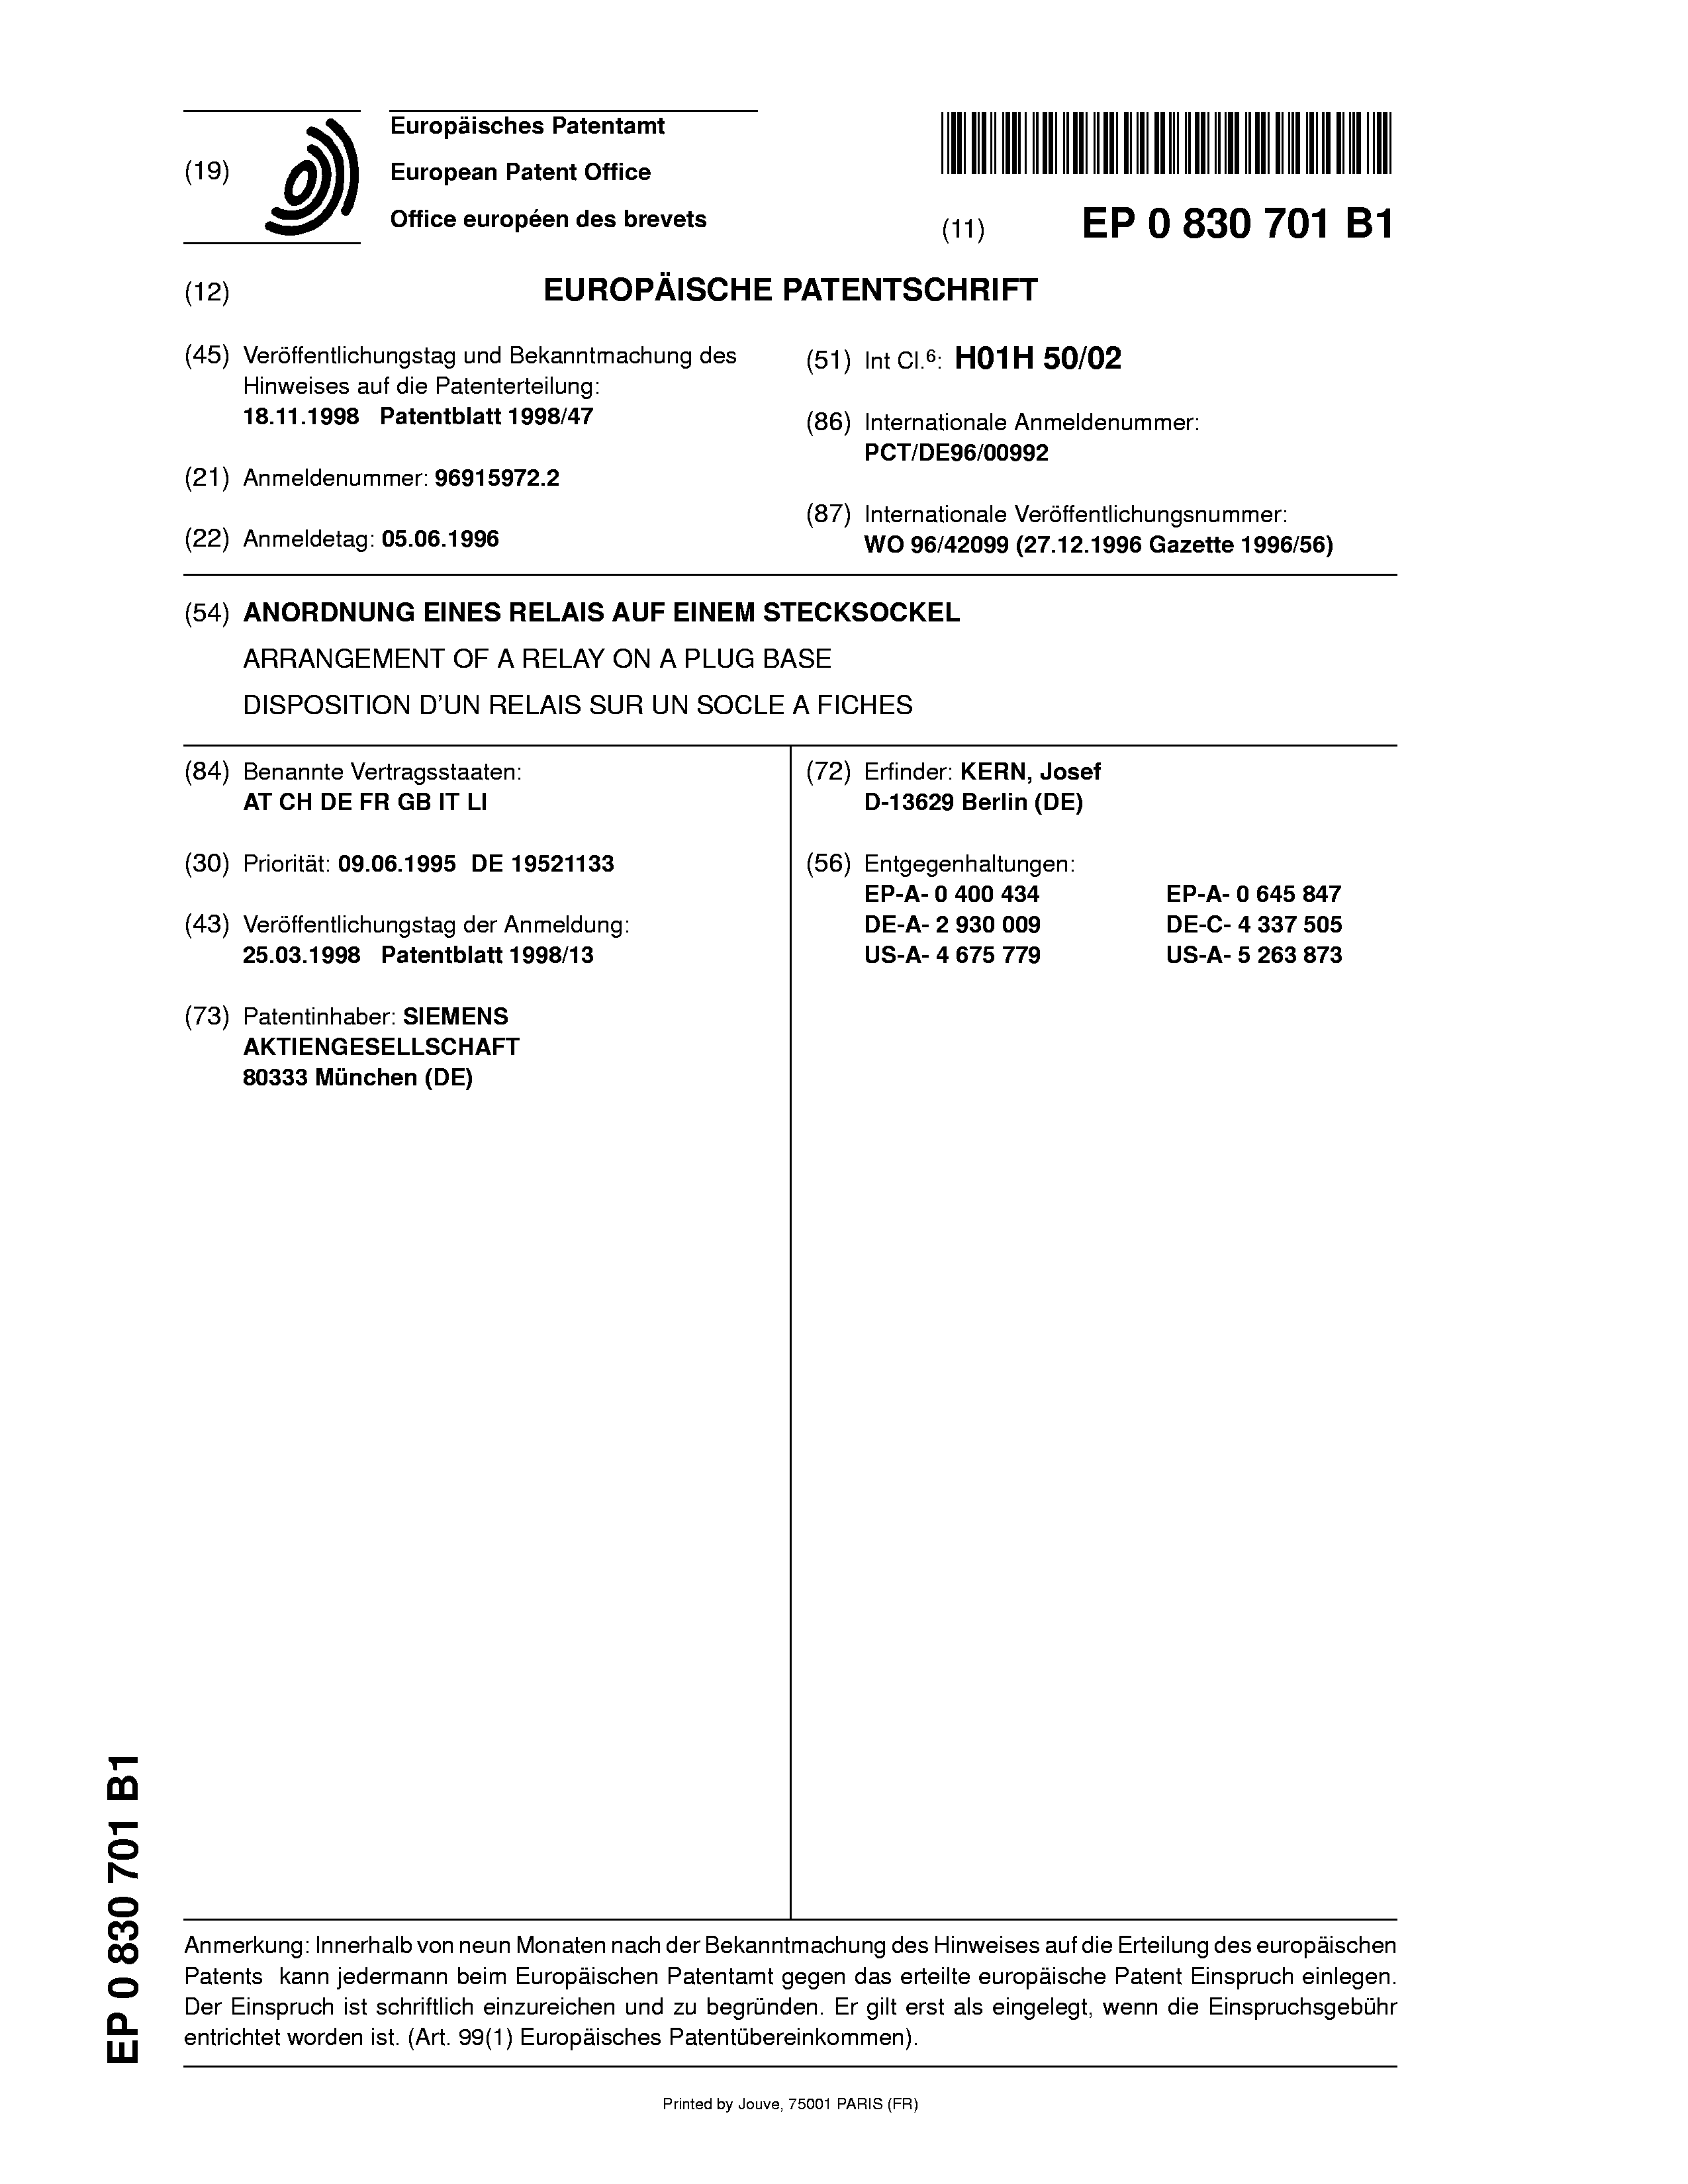 (19)
Europäisches Patentamt
European Patent Office
Office européen des brevets
(11) EP 0 830 701 B1
(12) EUROPÄISCHE PATENTSCHRIFT
(45) Veröffentlichungstag und Bekanntmachung des
Hinweises auf die Patenterteilung:
18.11.1998 Patentblatt 1998/47
(21) Anmeldenummer: 96915972.2
(22) Anmeldetag: 05.06.1996
(51) Int Cl.6: H01H 50/02
(86) Internationale Anmeldenummer:
PCT/DE96/00992
(87) Internationale Veröffentlichungsnummer:
WO 96/42099 (27.12.1996 Gazette 1996/56)
(54) ANORDNUNG EINES RELAIS AUF EINEM STECKSOCKEL
ARRANGEMENT OF A RELAY ON A PLUG BASE
DISPOSITION D'UN RELAIS SUR UN SOCLE A FICHES
(84) Benannte Vertragsstaaten:
AT CH DE FR GB IT LI
(30) Priorität: 09.06.1995 DE 19521133
(43) Veröffentlichungstag der Anmeldung:
25.03.1998 Patentblatt 1998/13
(73) Patentinhaber: SIEMENS
AKTIENGESELLSCHAFT
80333 München (DE)
(72) Erfinder: KERN, Josef
D-13629 Berlin (DE)
(56) Entgegenhaltungen:
EP-A- 0 400 434 EP-A- 0 645 847
DE-A- 2 930 009 DE-C- 4 337 505
US-A- 4 675 779 US-A- 5 263 873
EP 0 830 701 B1
Anmerkung: Innerhalb von neun Monaten nach der Bekanntmachung des Hinweises auf die Erteilung des europäischen
Patents kann jedermann beim Europäischen Patentamt gegen das erteilte europäische Patent Einspruch einlegen.
Der Einspruch ist schriftlich einzureichen und zu begründen. Er gilt erst als eingelegt, wenn die Einspruchsgebühr
entrichtet worden ist. (Art. 99(1) Europäisches Patentübereinkommen).
Printed by Jouve, 75001 PARIS (FR)